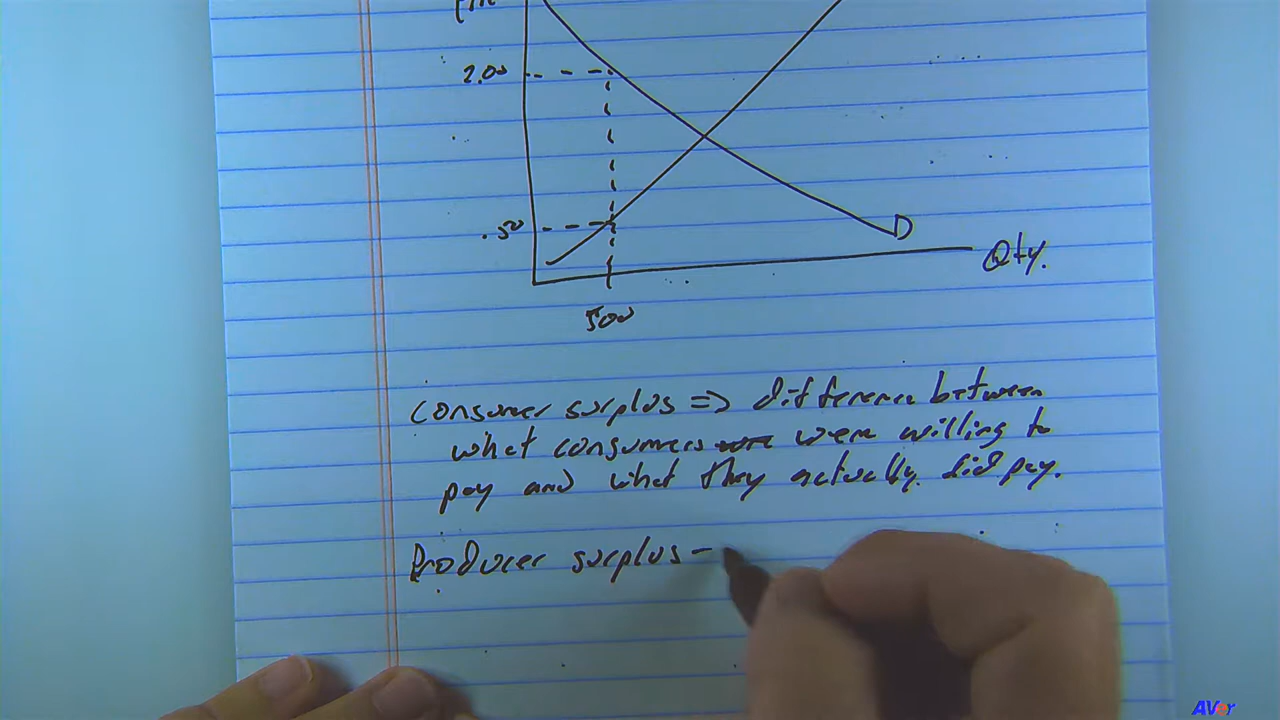 2.00
.50
D
Qty.
500
Consumer surplus => difference between
what consumers were willing to
pay and what they actually did pay.
Producer surplus -
AVer